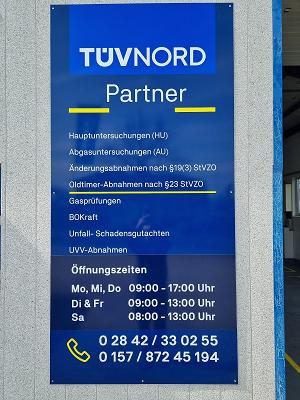 TÜVNORD
Partner
Hauptuntersuchungen (HU)
Abgasuntersuchungen (AU)
Änderungsabnahmen nach §19(3) StVZO
Oldtimer-Abnahmen nach §23 StVZO
Gasprüfungen
BOKraft
Unfall- Schadensgutachten
UVV-Abnahmen
Öffnungszeiten
Mo, Mi, Do 09:00 - 17:00 Uhr
Di & Fr 09:00 - 13:00 Uhr
Sa 08:00 - 13:00 Uhr
0 28 42 / 33 02 55
0 157 / 872 45 194